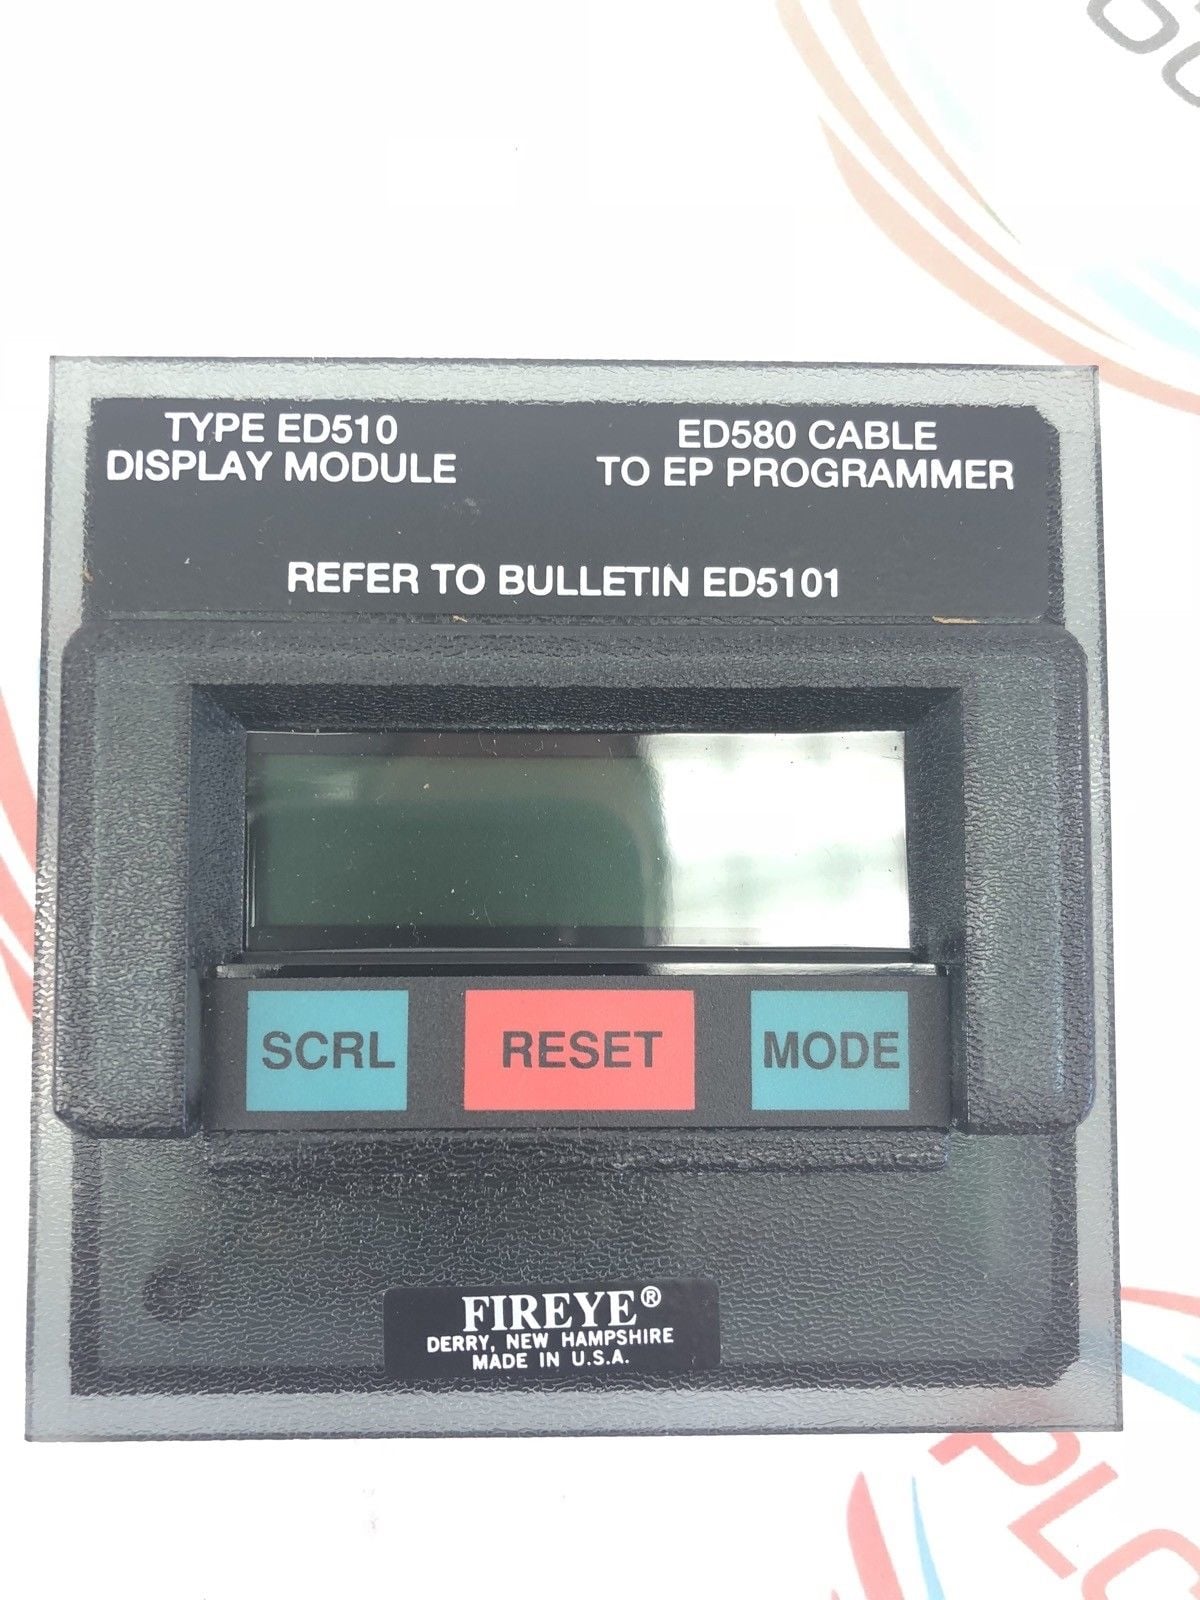 TYPE ED510
DISPLAY MODULE
ED580 CABLE
TO EP PROGRAMMER
REFER TO BULLETIN ED5101
SCRL
RESET
MODE
FIREYE®
DERRY, NEW HAMPSHIRE
MADE IN U.S.A.
PLC